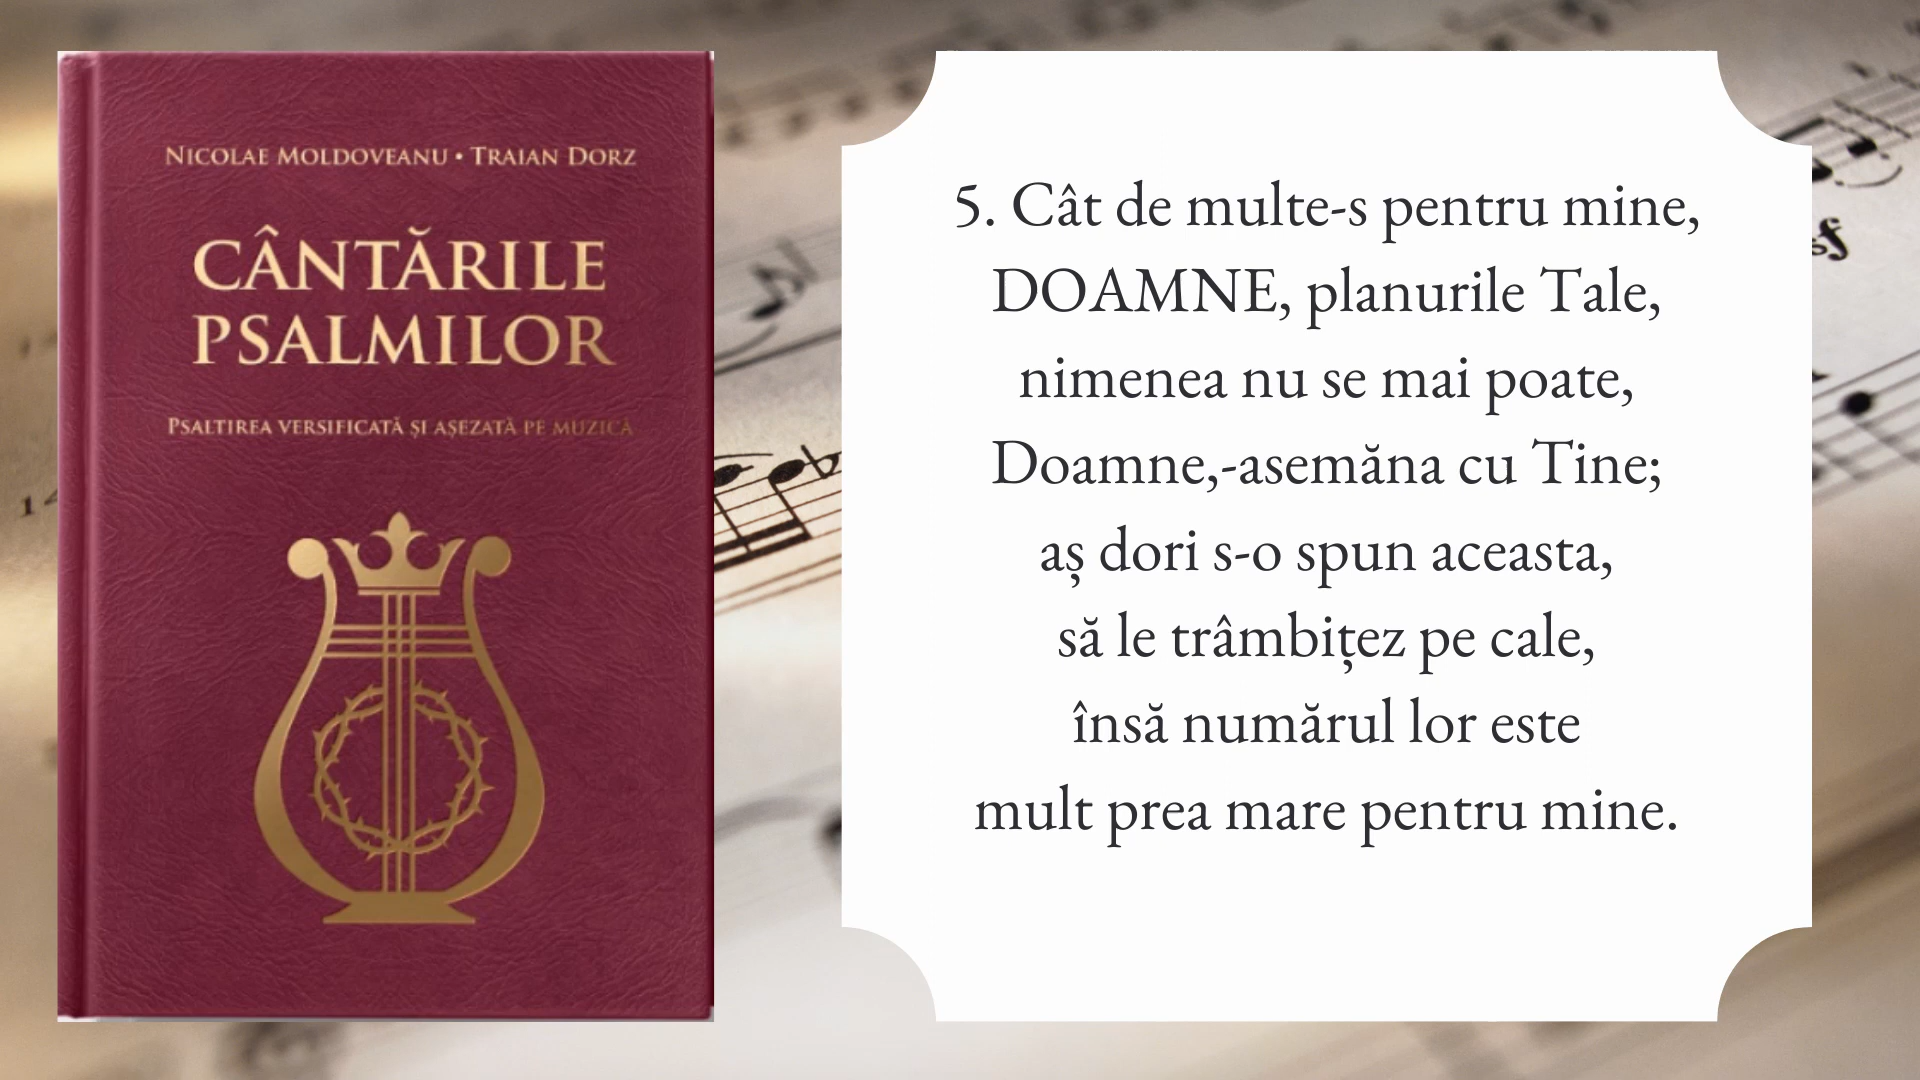 NICOLAE MOLDOVEANU • TRAIAN DORZ
CÂNTĂRILE
PSALMILOR
PSALTIREA VERSIFICATĂ ȘI AȘEZATĂ PE MUZICĂ
5. Cât de multe-s pentru mine,
DOAMNE, planurile Tale,
nimenea nu se mai poate,
Doamne,-asemăna cu Tine;
aș dori s-o spun aceasta,
să le trâmbițez pe cale,
însă numărul lor este
mult prea mare pentru mine.
sf